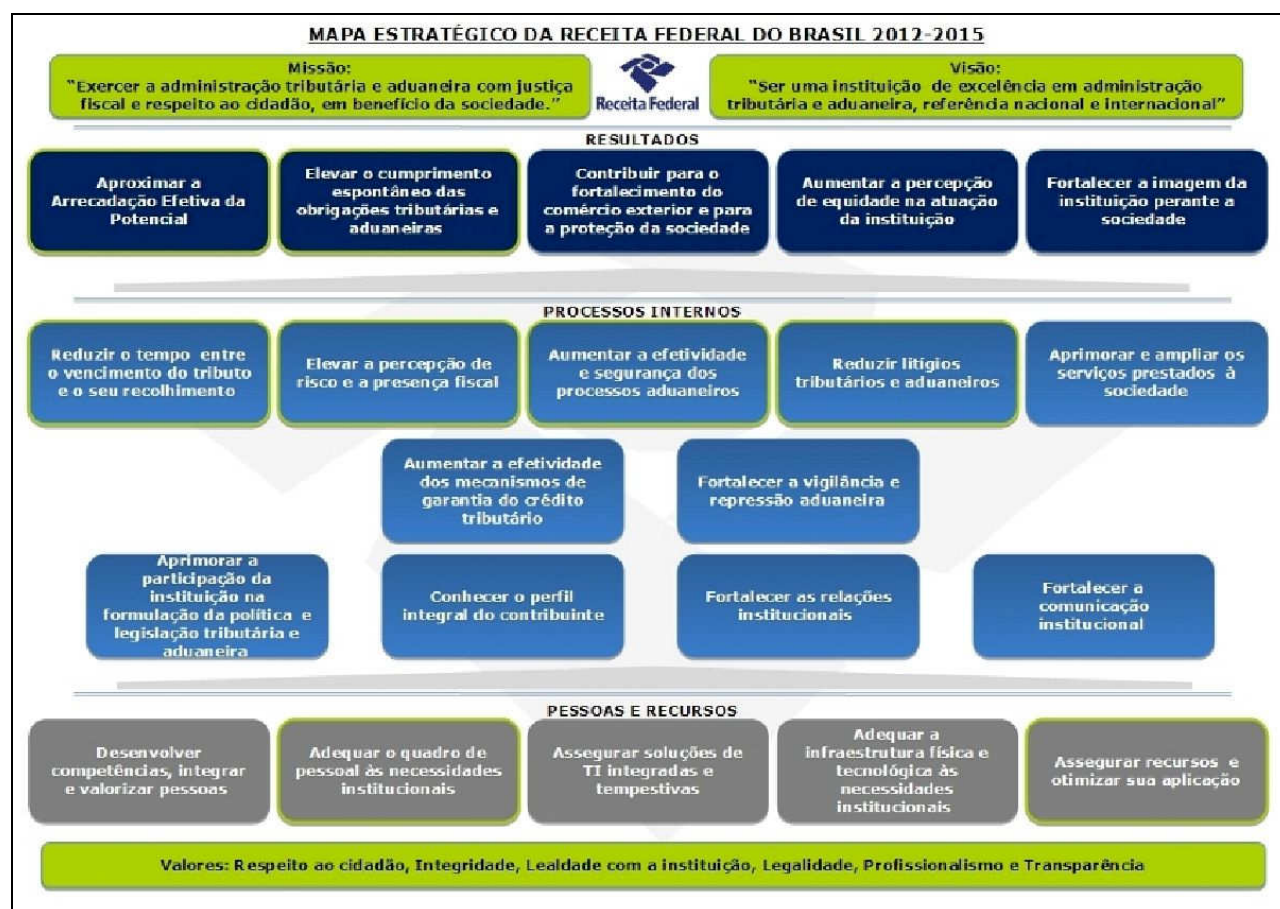 MAPA ESTRATÉGICO DA RECEITA FEDERAL DO BRASIL 2012-2015
Missão:
“Exercer a administração tributária e aduaneira com justiça
fiscal e respeito ao cidadão, em benefício da sociedade.”
Receita Federal
Visão:
“Ser uma instituição de excelência em administração
tributária e aduaneira, referência nacional e internacional”
RESULTADOS
Aproximar a
Arrecadação Efetiva da
Potencial
Elevar o cumprimento
espontâneo das
obrigações tributárias e
aduaneiras
Contribuir para o
fortalecimento do
comércio exterior e para
a proteção da sociedade
Aumentar a percepção
de equidade na atuação
da instituição
Fortalecer a imagem da
instituição perante a
sociedade
PROCESSOS INTERNOS
Reduzir o tempo entre
o vencimento do tributo
e o seu recolhimento
Elevar a percepção de
risco e a presença fiscal
Aumentar a efetividade
e segurança dos
processos aduaneiros
Reduzir litígios
tributários e aduaneiros
Aprimorar e ampliar os
serviços prestados à
sociedade
Aumentar a efetividade
dos mecanismos de
garantia do crédito
tributário
Fortalecer a vigilância e
repressão aduaneira
Aprimorar a
participação da
instituição na
formulação da política e
legislação tributária e
aduaneira
Conhecer o perfil
integral do contribuinte
Fortalecer as relações
institucionais
Fortalecer a
comunicação
institucional
PESSOAS E RECURSOS
Desenvolver
competências, integrar
e valorizar pessoas
Adequar o quadro de
pessoal às necessidades
institucionais
Assegurar soluções de
TI integradas e
tempestivas
Adequar a
infraestrutura física e
tecnológica às
necessidades
institucionais
Assegurar recursos e
otimizar sua aplicação
Valores: Respeito ao cidadão, Integridade, Lealdade com a instituição, Legalidade, Profissionalismo e Transparência